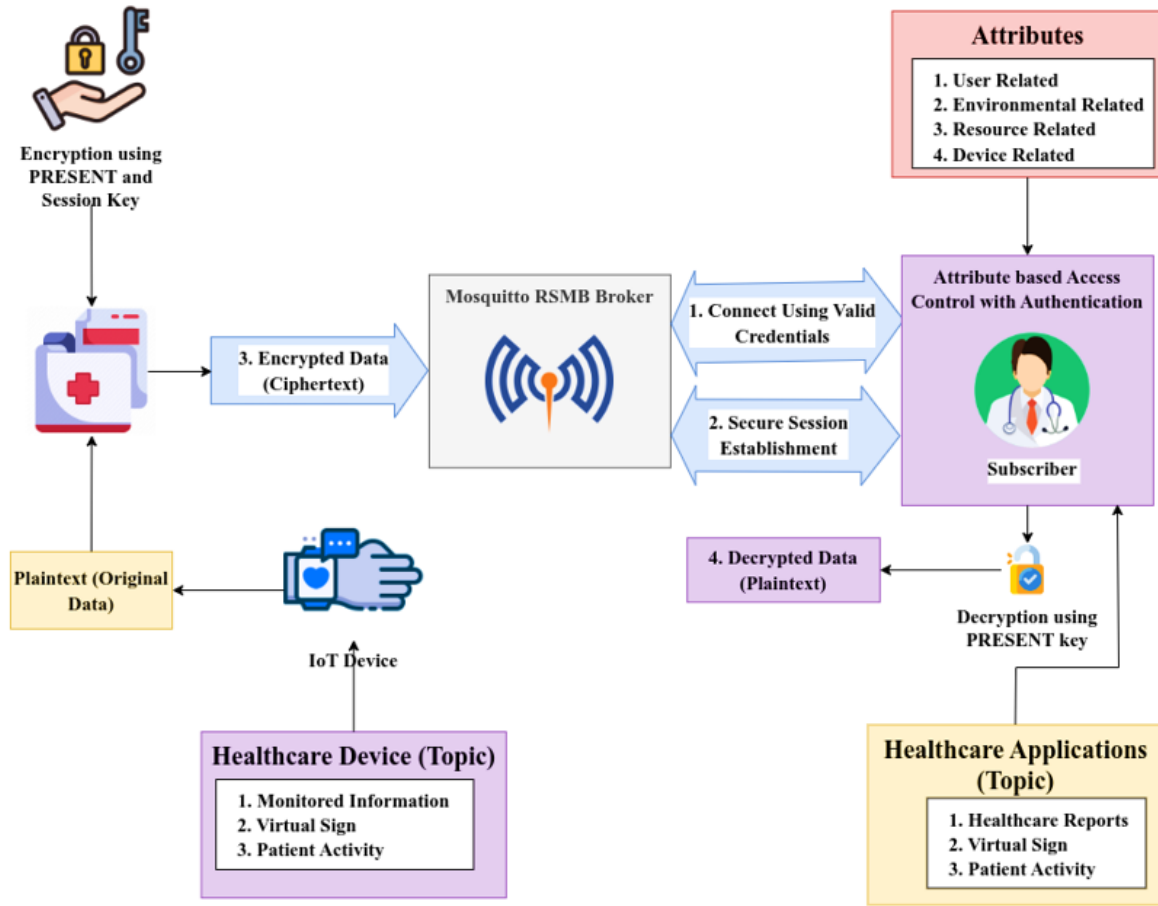 Attributes
1. User Related
2. Environmental Related
3. Resource Related
4. Device Related
Encryption using
PRESENT and
Session Key
Mosquitto RSMB Broker
1. Connect Using Valid
Credentials
Attribute based Access
Control with Authentication
3. Encrypted Data
(Ciphertext)
2. Secure Session
Establishment
Subscriber
Plaintext (Original
Data)
4. Decrypted Data
(Plaintext)
Decryption using
PRESENT key
IoT Device
Healthcare Device (Topic)
1. Monitored Information
2. Virtual Sign
3. Patient Activity
Healthcare Applications
(Topic)
1. Healthcare Reports
2. Virtual Sign
3. Patient Activity